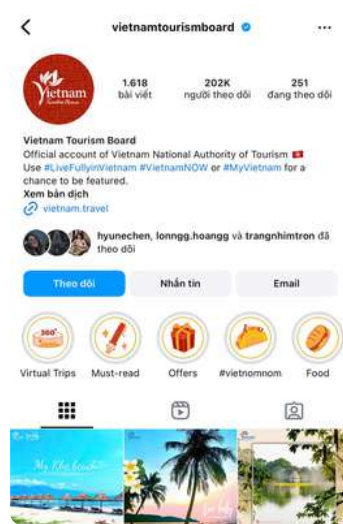 vietnamtourismboard
Vietnam
Timeless Charm
1.618 202K 251
bài viết người theo dõi đang theo dõi
Vietnam Tourism Board
Official account of Vietnam National Authority of Tourism
Use #LiveFullyinVietnam #VietnamNOW or #MyVietnam for a
chance to be featured.
Xem bản dịch
vietnam.travel
hyunechen, lonngg.hoangg và trangnhimtron đã
theo dõi
Theo dõi Nhắn tin Email
360°
Virtual Trips Must-read Offers #vietnomnom Food
My Khe beach